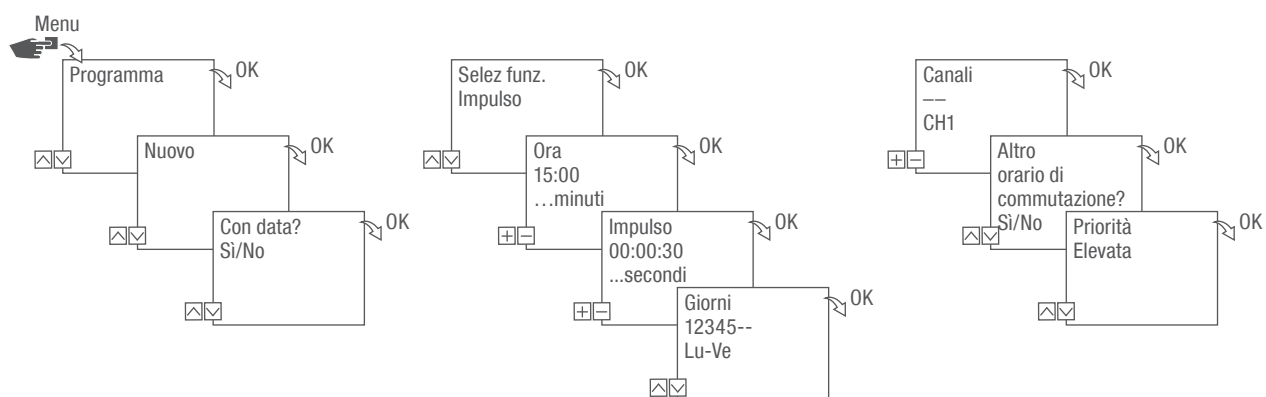 Menu
Programma
OK
Nuovo
OK
Con data?
Sì/No
OK
Selez funz.
Impulso
OK
Ora
15:00
…minuti
OK
Impulso
00:00:30
...secondi
OK
Giorni
12345--
Lu-Ve
OK
Canali
––
CH1
OK
Altro
orario di
commutazione?
Sì/No
OK
Priorità
Elevata
OK